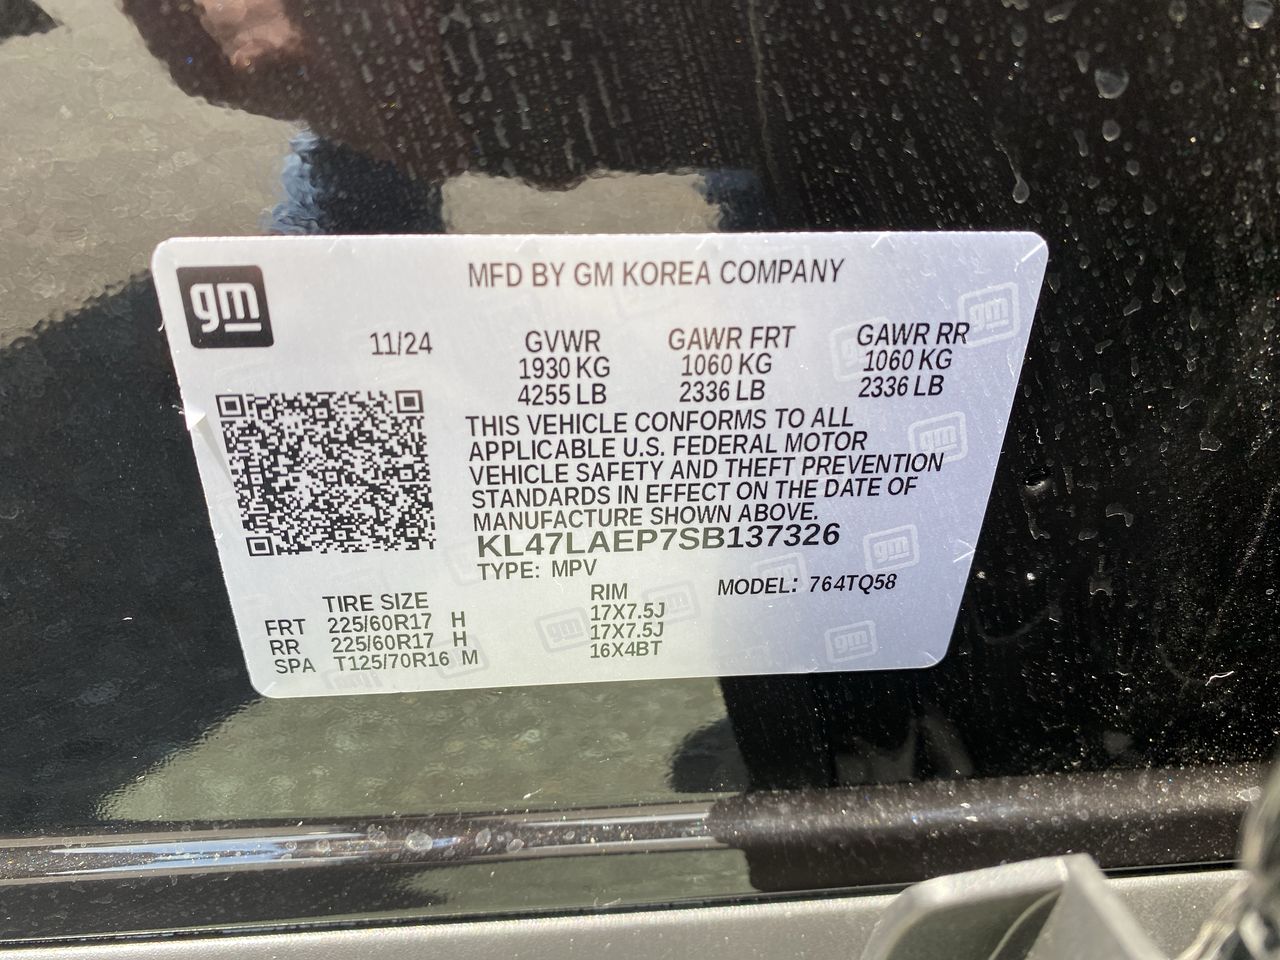 gm
MFD BY GM KOREA COMPANY
11/24 GVWR GAWR FRT GAWR RR
1930 KG 1060 KG 1060 KG
4255 LB 2336 LB 2336 LB
THIS VEHICLE CONFORMS TO ALL
APPLICABLE U.S. FEDERAL MOTOR
VEHICLE SAFETY AND THEFT PREVENTION
STANDARDS IN EFFECT ON THE DATE OF
MANUFACTURE SHOWN ABOVE.
KL47LAEP7SB137326
TYPE: MPV MODEL: 764TQ58
TIRE SIZE RIM
FRT 225/60R17 H 17X7.5J
RR 225/60R17 H 17X7.5J
SPA T125/70R16 M 16X4BT